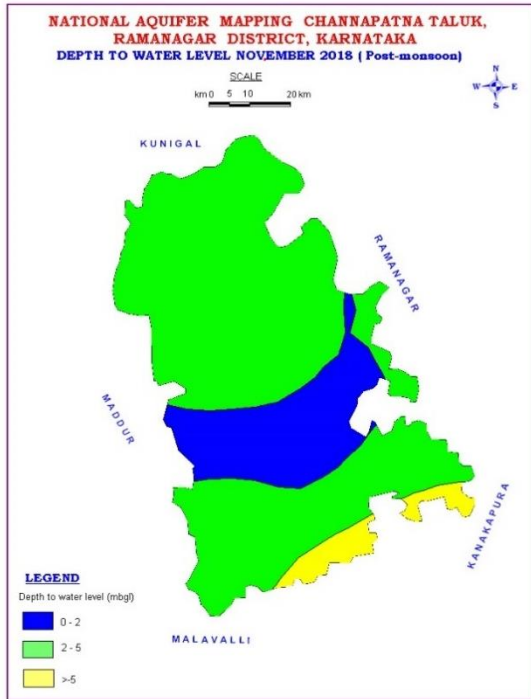 NATIONAL AQUIFER MAPPING CHANNAPATNA TALUK,
RAMANAGAR DISTRICT, KARNATAKA
DEPTH TO WATER LEVEL NOVEMBER 2018 ( Post-monsoon)
SCALE
km 0 5 10 20 km
N
W E
S
KUNIGAL
RAMANAGAR
MADDUR
KANAKAPURA
LEGEND
Depth to water level (mbgl)
0 - 2
2 - 5
>5
MALAVALLI